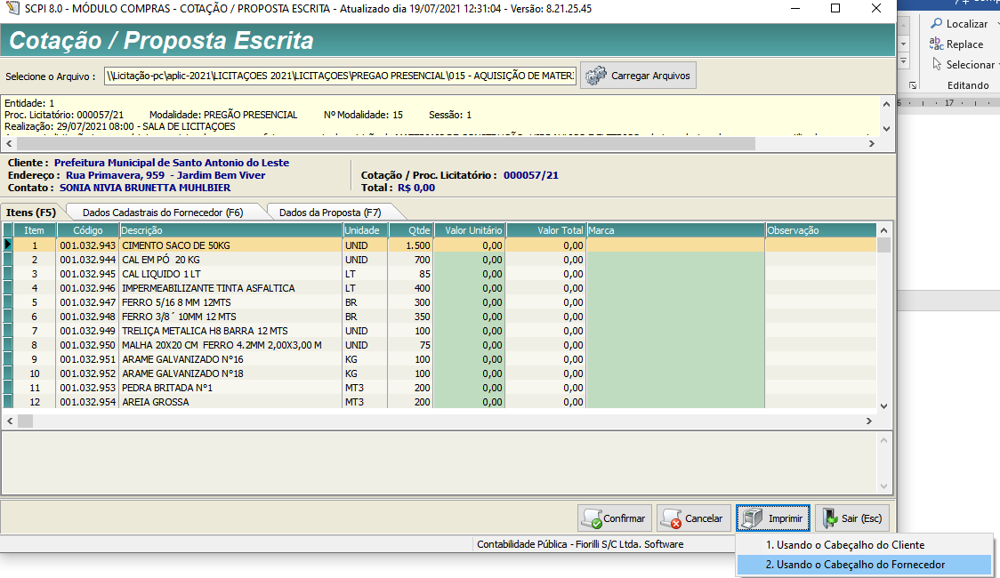 SCPI 8.0 - MÓDULO COMPRAS - COTAÇÃO / PROPOSTA ESCRITA - Atualizado dia 19/07/2021 12:31:04 - Versão: 8.21.25.45
Cotação / Proposta Escrita
Selecione o Arquivo : \\Licitação-pc\aplic-2021\LICITAÇOES 2021\LICITAÇOES\PREGAO PRESENCIAL\015 - AQUISIÇÃO DE MATER Carregar Arquivos
Entidade: 1
Proc. Licitatório: 000057/21 Modalidade: PREGÃO PRESENCIAL Nº Modalidade: 15 Sessão: 1
Realização: 29/07/2021 08:00 - SALA DE LICITAÇOES
Cliente : Prefeitura Municipal de Santo Antonio do Leste
Endereço : Rua Primavera, 959 - Jardim Bem Viver
Contato : SONIA NIVIA BRUNETTA MUHLBIER
Cotação / Proc. Licitatório : 000057/21
Total : R$ 0,00
Itens (F5) Dados Cadastrais do Fornecedor (F6) Dados da Proposta (F7)
Item Código Descrição Unidade Qtde Valor Unitário Valor Total Marca Observação
1 001.032.943 CIMENTO SACO DE 50KG UNID 1.500 0,00 0,00
2 001.032.944 CAL EM PÓ 20 KG UNID 700 0,00 0,00
3 001.032.945 CAL LIQUIDO 1 LT LT 85 0,00 0,00
4 001.032.946 IMPERMEABILIZANTE TINTA ASFALTICA LT 400 0,00 0,00
5 001.032.947 FERRO 5/16 8 MM 12MTS BR 300 0,00 0,00
6 001.032.948 FERRO 3/8´ 10MM 12 MTS BR 350 0,00 0,00
7 001.032.949 TRELIÇA METALICA H8 BARRA 12 MTS UNID 100 0,00 0,00
8 001.032.950 MALHA 20X20 CM FERRO 4.2MM 2,00X3,00 M UNID 75 0,00 0,00
9 001.032.951 ARAME GALVANIZADO Nº16 KG 100 0,00 0,00
10 001.032.952 ARAME GALVANIZADO Nº18 KG 100 0,00 0,00
11 001.032.953 PEDRA BRITADA Nº1 MT3 200 0,00 0,00
12 001.032.954 AREIA GROSSA MT3 200 0,00 0,00
Confirmar Cancelar Imprimir Sair (Esc)
Contabilidade Pública - Fiorilli S/C Ltda. Software
1. Usando o Cabeçalho do Cliente
2. Usando o Cabeçalho do Fornecedor
Localizar
Replace
Selecionar
Editando
17